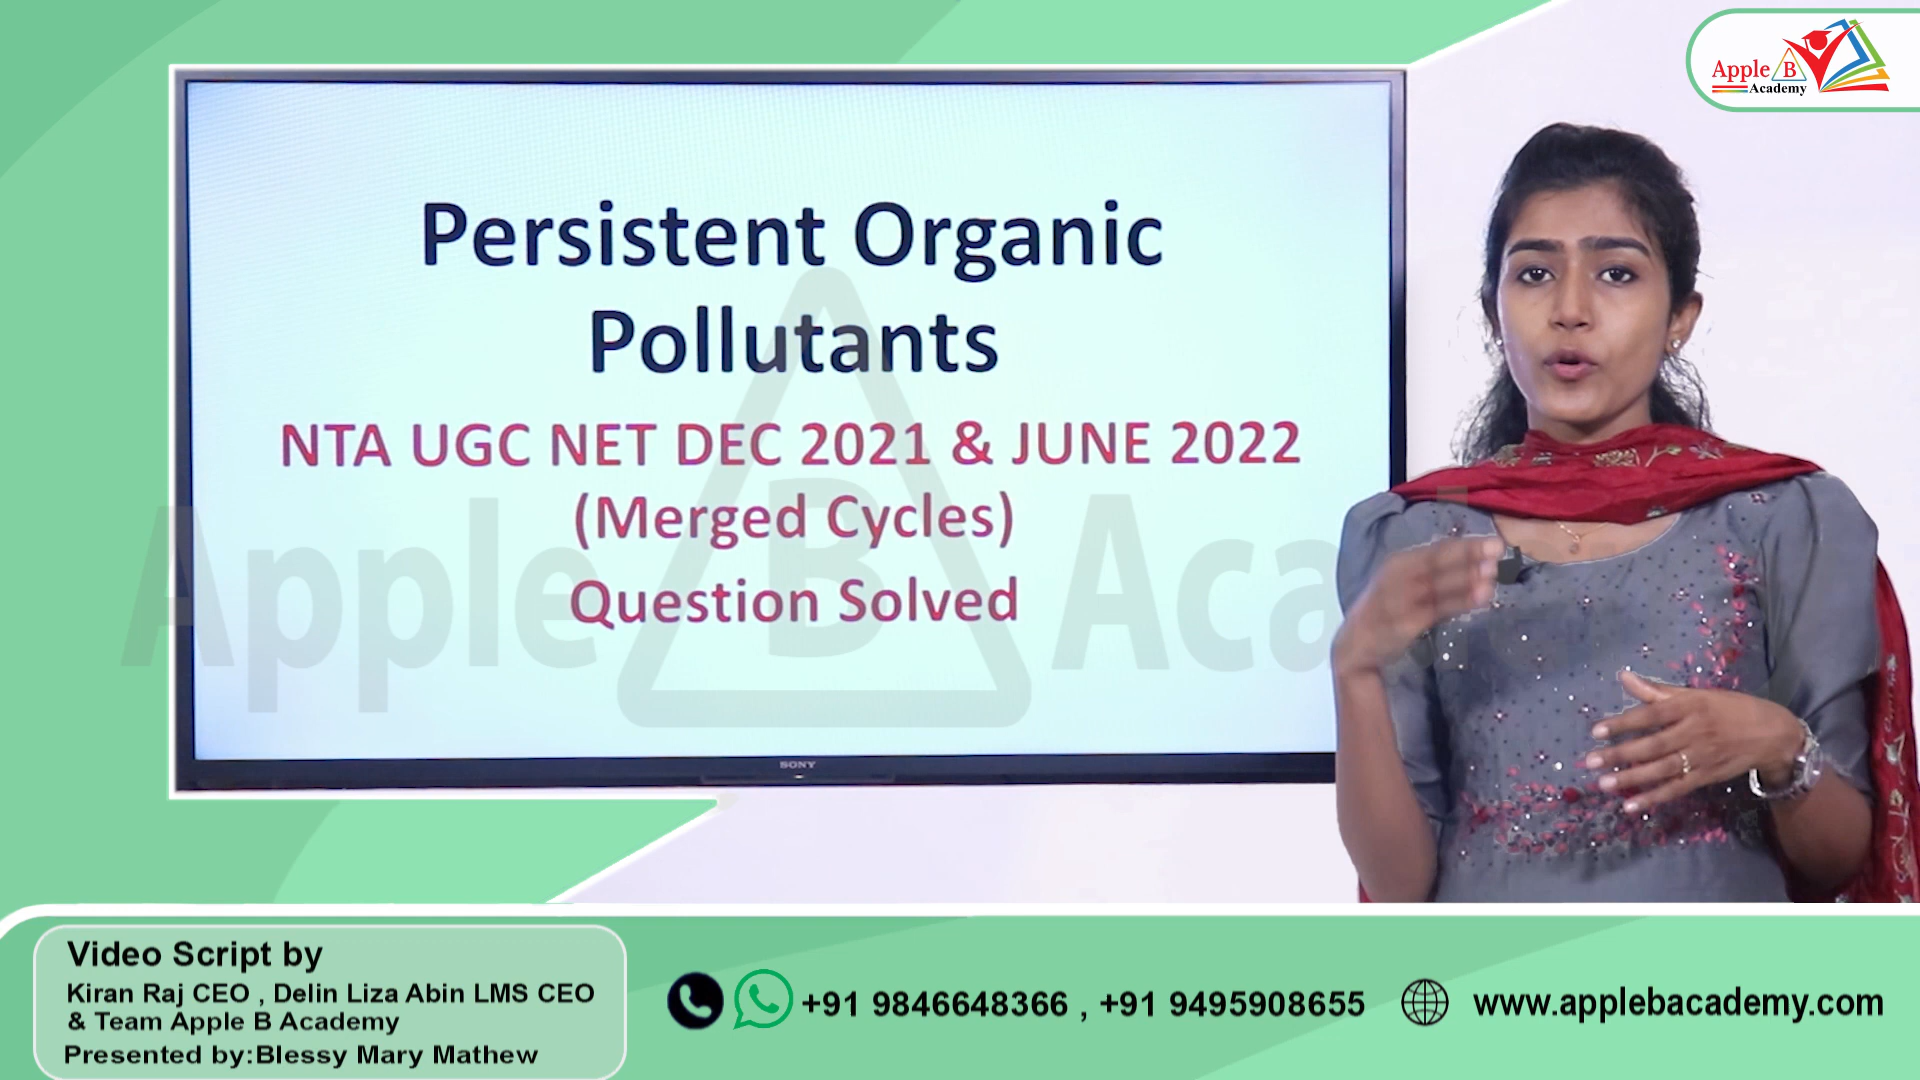 Apple B
Academy
Persistent Organic
Pollutants
NTA UGC NET DEC 2021 & JUNE 2022
(Merged Cycles)
Question Solved
SONY
Apple B Academy
Video Script by
Kiran Raj CEO , Delin Liza Abin LMS CEO
& Team Apple B Academy
Presented by:Blessy Mary Mathew
+91 9846648366 , +91 9495908655
www.applebacademy.com